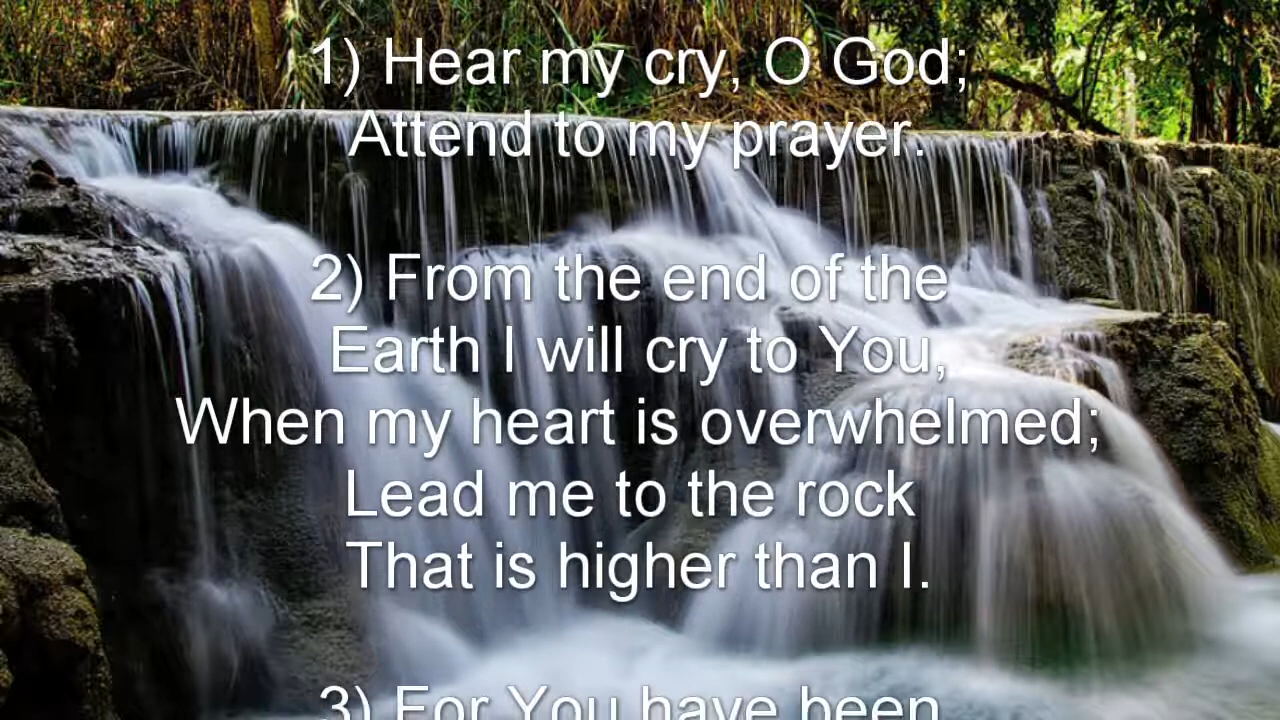 1) Hear my cry, O God;
Attend to my prayer.
2) From the end of the
Earth I will cry to You,
When my heart is overwhelmed;
Lead me to the rock
That is higher than I.
3) For You have been